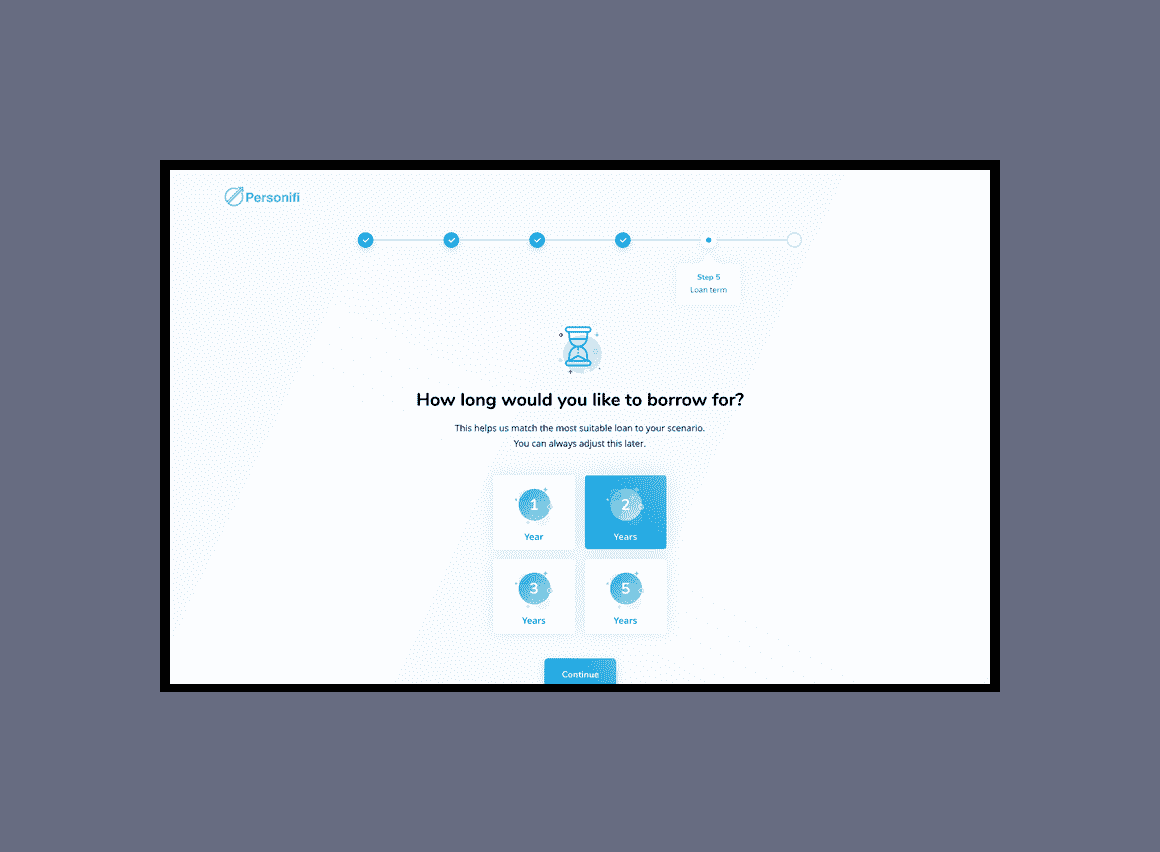 Personifi
Step 5
Loan term
How long would you like to borrow for?
This helps us match the most suitable loan to your scenario.
You can always adjust this later.
1
Year
2
Years
3
Years
5
Years
Continue